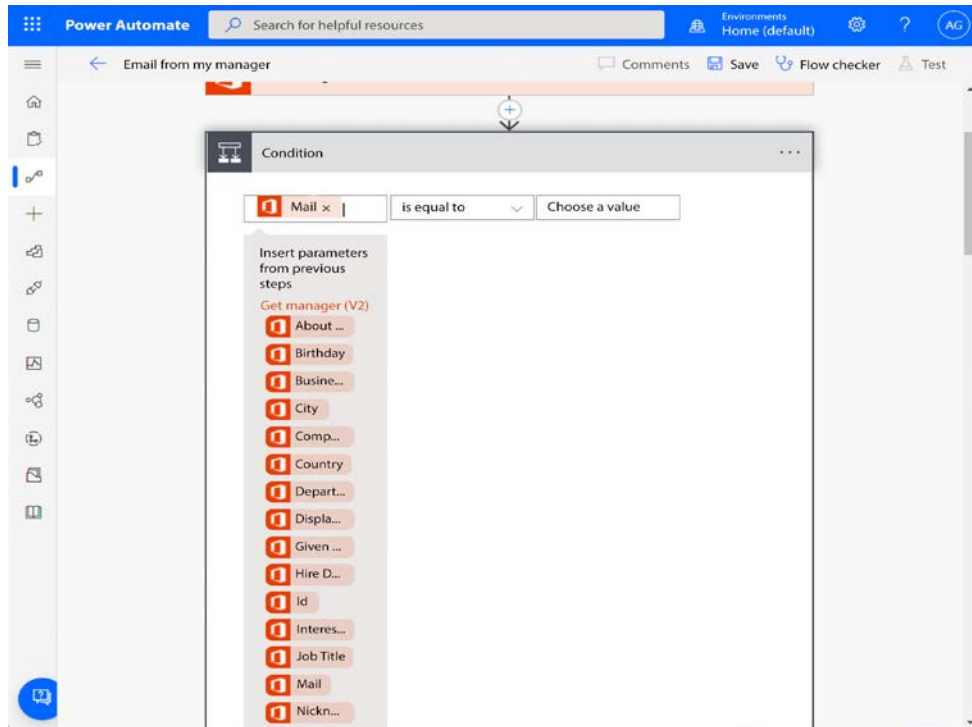 Power Automate
Search for helpful resources
Environments
Home (default)
?
AG
Email from my manager
Comments
Save
Flow checker
Test
Condition
...
Mail ×
is equal to
Choose a value
Insert parameters
from previous
steps
Get manager (V2)
About ...
Birthday
Busine...
City
Comp...
Country
Depart...
Displa...
Given ...
Hire D...
Id
Interes...
Job Title
Mail
Nickn...